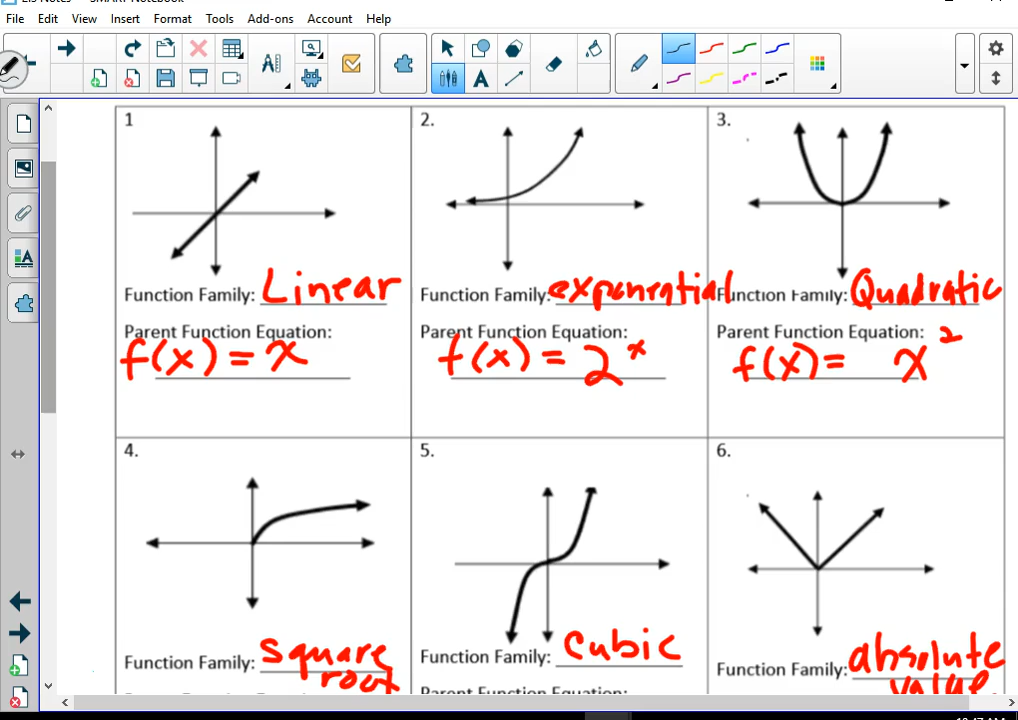 File Edit View Insert Format Tools Add-ons Account Help
1
Function Family: Linear
Parent Function Equation:
f(x) = x
2.
Function Family: exponential
Parent Function Equation:
f(x) = 2^x
3.
Function Family: Quadratic
Parent Function Equation:
f(x) = x^2
4.
Function Family: square
root
5.
Function Family: Cubic
6.
Function Family: absolute
value